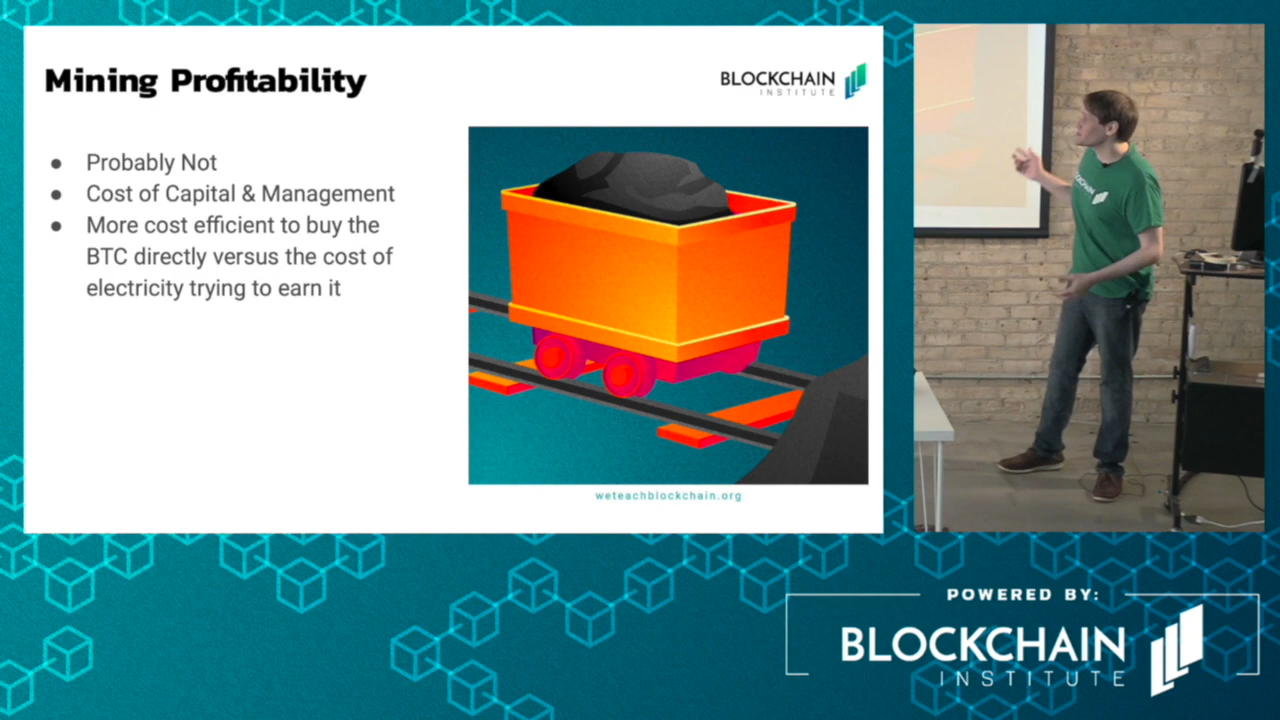 Mining Profitability
BLOCKCHAIN
INSTITUTE
● Probably Not
● Cost of Capital & Management
● More cost efficient to buy the
BTC directly versus the cost of
electricity trying to earn it
weteachblockchain.org
POWERED BY:
BLOCKCHAIN
INSTITUTE